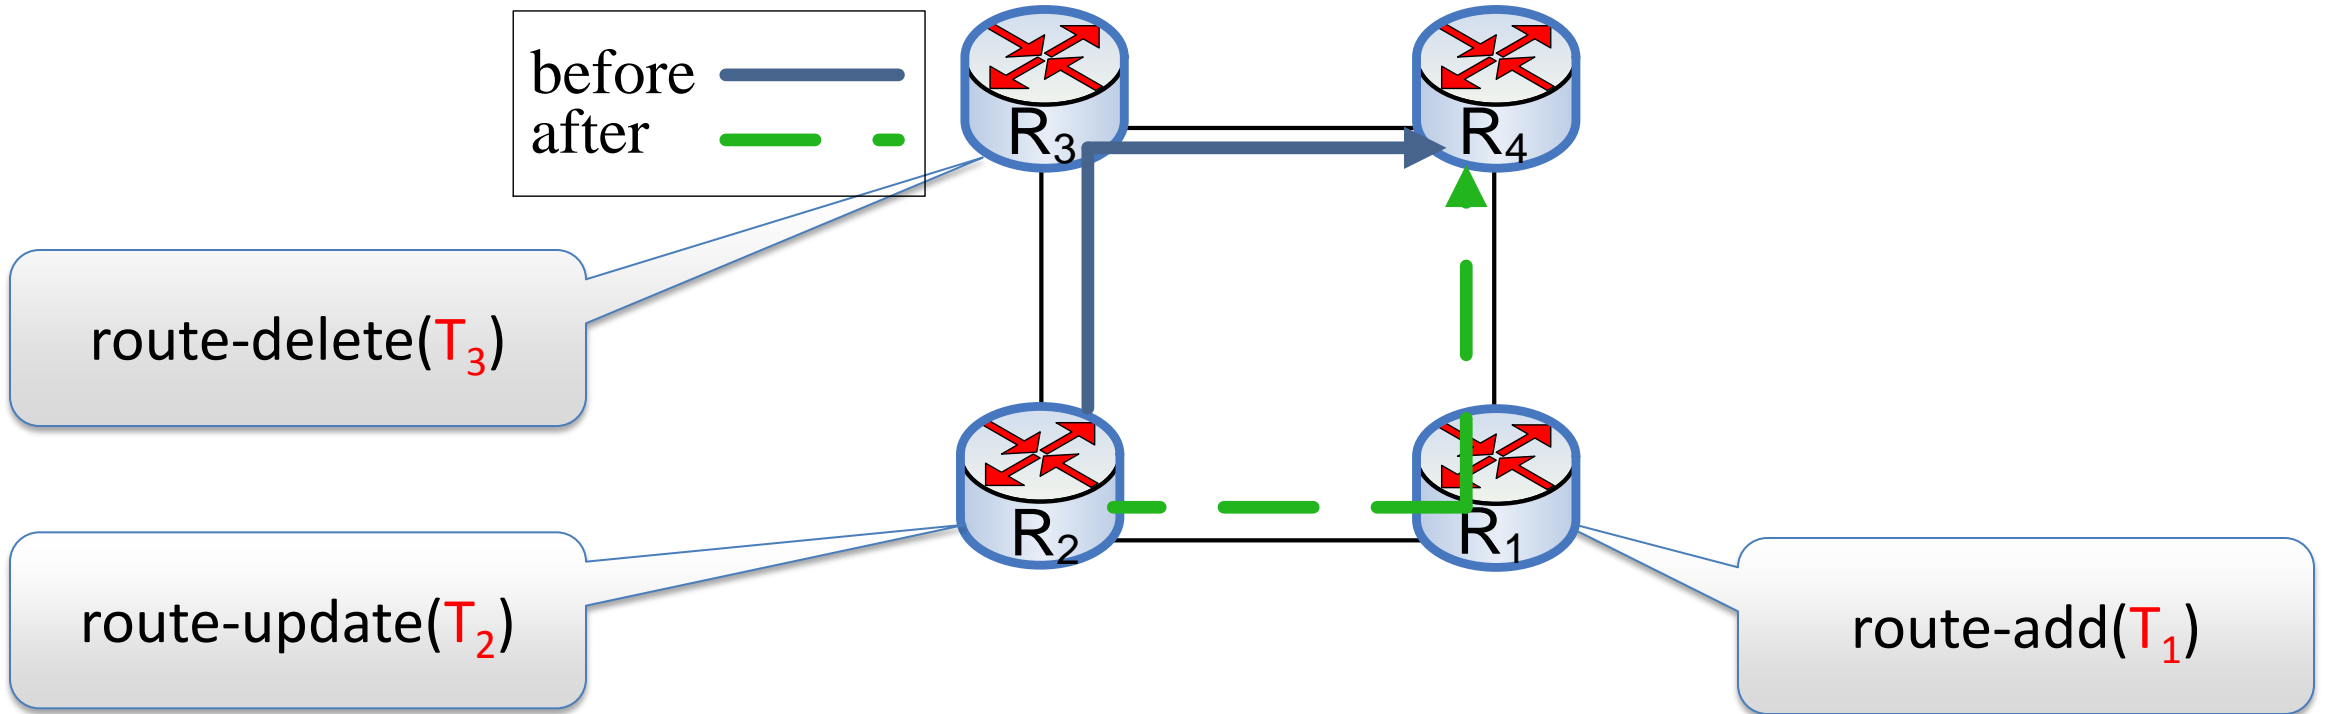 before
after
R₃
R₄
route-delete(T₃)
R₂
R₁
route-update(T₂)
route-add(T₁)